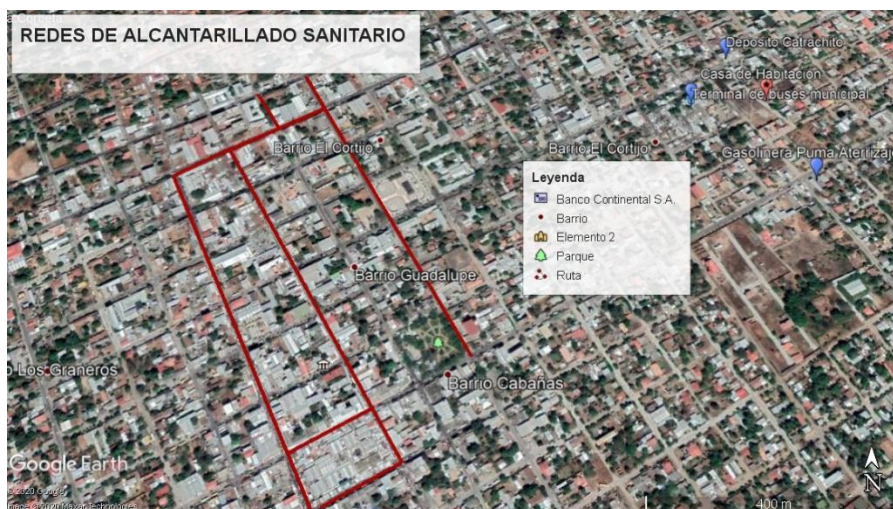 REDES DE ALCANTARILLADO SANITARIO
Deposito Catrachito
Casa de Habitacion
Terminal de buses municipal
Barrio El Cortijo
Barrio El Cortijo
Gasolinera Puma Aterrizaj
Leyenda
Banco Continental S.A.
Barrio
Elemento 2
Parque
Ruta
Barrio Guadalupe
o Los Graneros
Barrio Cabañas
Google Earth
© 2020 Google
400 m
N